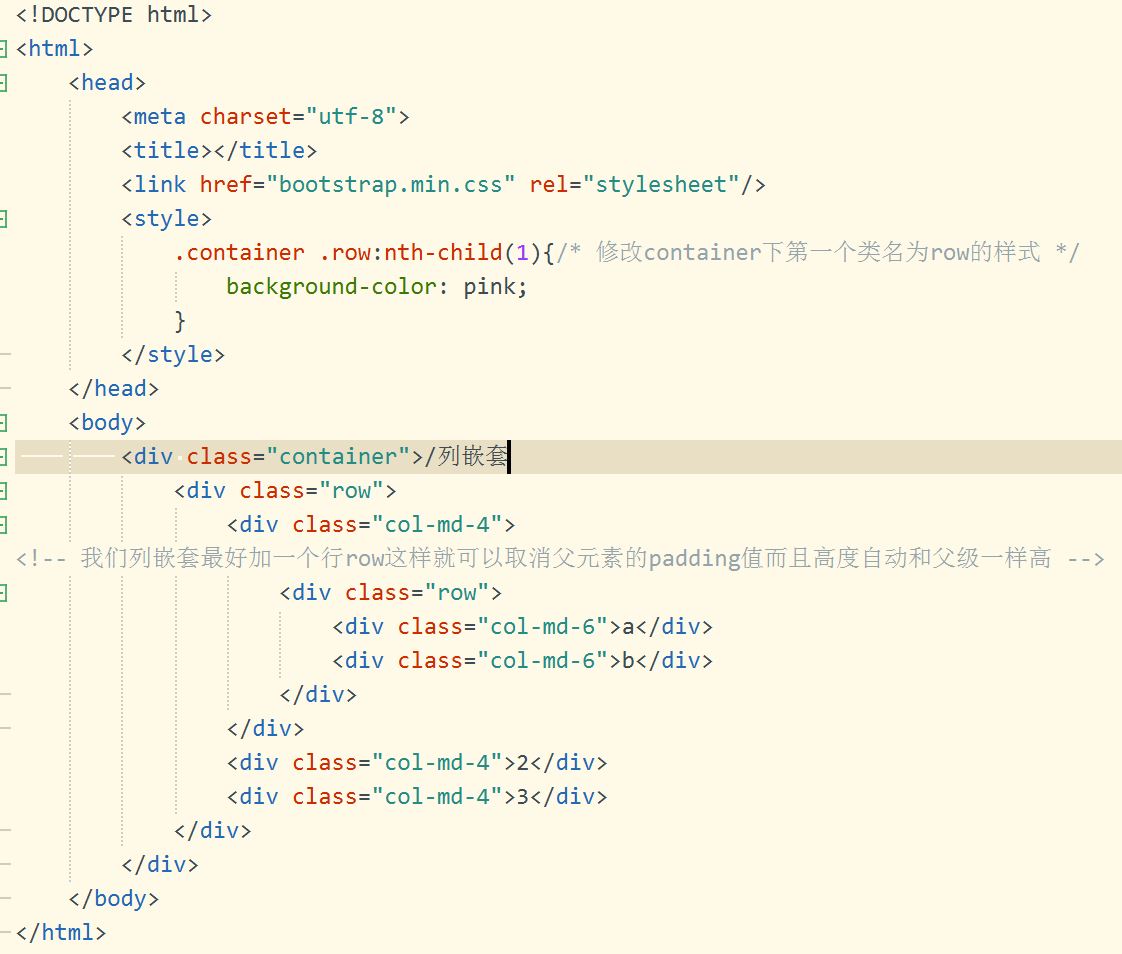 <!DOCTYPE html>
<html>
<head>
<meta charset="utf-8">
<title></title>
<link href="bootstrap.min.css" rel="stylesheet"/>
<style>
.container .row:nth-child(1){/* 修改container下第一个类名为row的样式 */
background-color: pink;
}
</style>
</head>
<body>
<div class="container">/列嵌套
<div class="row">
<div class="col-md-4">
<!-- 我们列嵌套最好加一个行row这样就可以取消父元素的padding值而且高度自动和父级一样高 -->
<div class="row">
<div class="col-md-6">a</div>
<div class="col-md-6">b</div>
</div>
</div>
<div class="col-md-4">2</div>
<div class="col-md-4">3</div>
</div>
</div>
</body>
</html>